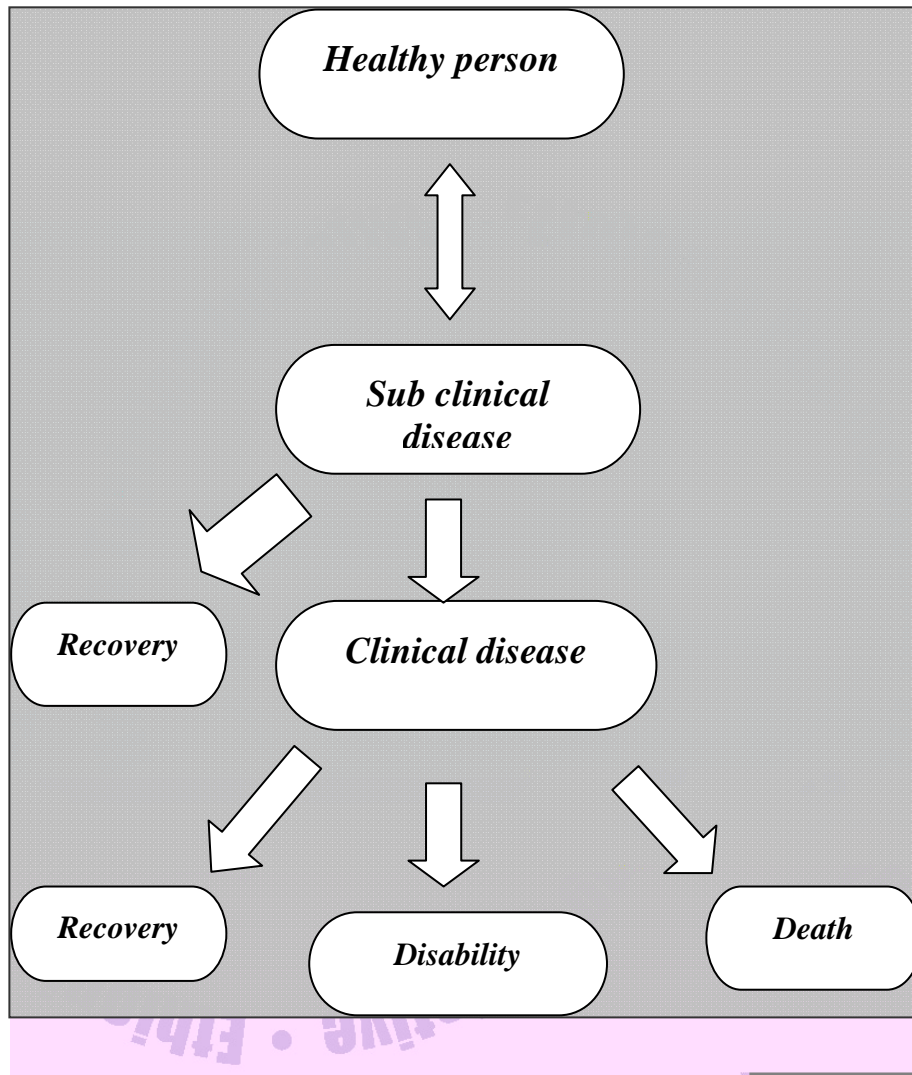 Healthy person
Sub clinical
disease
Recovery
Clinical disease
Recovery
Disability
Death